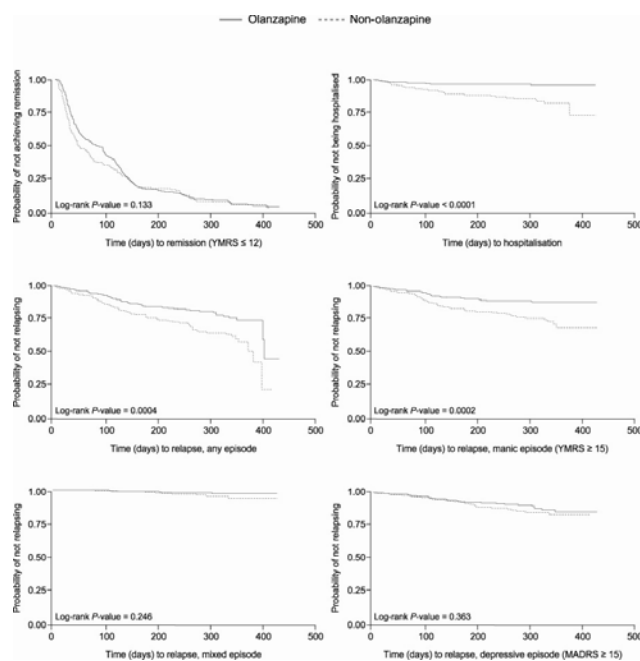 Olanzapine Non-olanzapine
Probability of not achieving remission
1.00
0.75
0.50
0.25
0.00
Log-rank P-value = 0.133
0 100 200 300 400 500
Time (days) to remission (YMRS ≤ 12)
Probability of not being hospitalised
1.00
0.75
0.50
0.25
0.00
Log-rank P-value < 0.0001
0 100 200 300 400 500
Time (days) to hospitalisation
Probability of not relapsing
1.00
0.75
0.50
0.25
0.00
Log-rank P-value = 0.0004
0 100 200 300 400 500
Time (days) to relapse, any episode
Probability of not relapsing
1.00
0.75
0.50
0.25
0.00
Log-rank P-value = 0.0002
0 100 200 300 400 500
Time (days) to relapse, manic episode (YMRS ≥ 15)
Probability of not relapsing
1.00
0.75
0.50
0.25
0.00
Log-rank P-value = 0.246
0 100 200 300 400 500
Time (days) to relapse, mixed episode
Probability of not relapsing
1.00
0.75
0.50
0.25
0.00
Log-rank P-value = 0.363
0 100 200 300 400 500
Time (days) to relapse, depressive episode (MADRS ≥ 15)